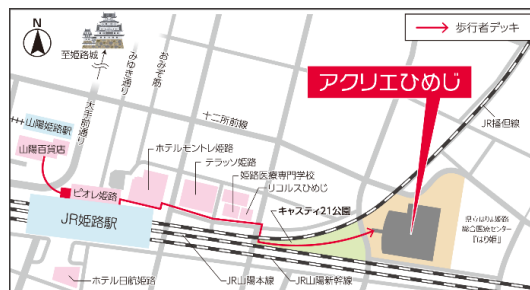 N
歩行者デッキ
至姫路城
みゆき通り
おみぞ筋
大手前通り
十二所前線
アクリエひめじ
JR播但線
山陽姫路駅
山陽百貨店
ピオレ姫路
JR姫路駅
ホテルモントレ姫路
テラッソ姫路
姫路医療専門学校
リコルスひめじ
キャスティ21公園
県立はりま姫路
総合医療センター
『はり姫』
ホテル日航姫路
JR山陽本線
JR山陽新幹線